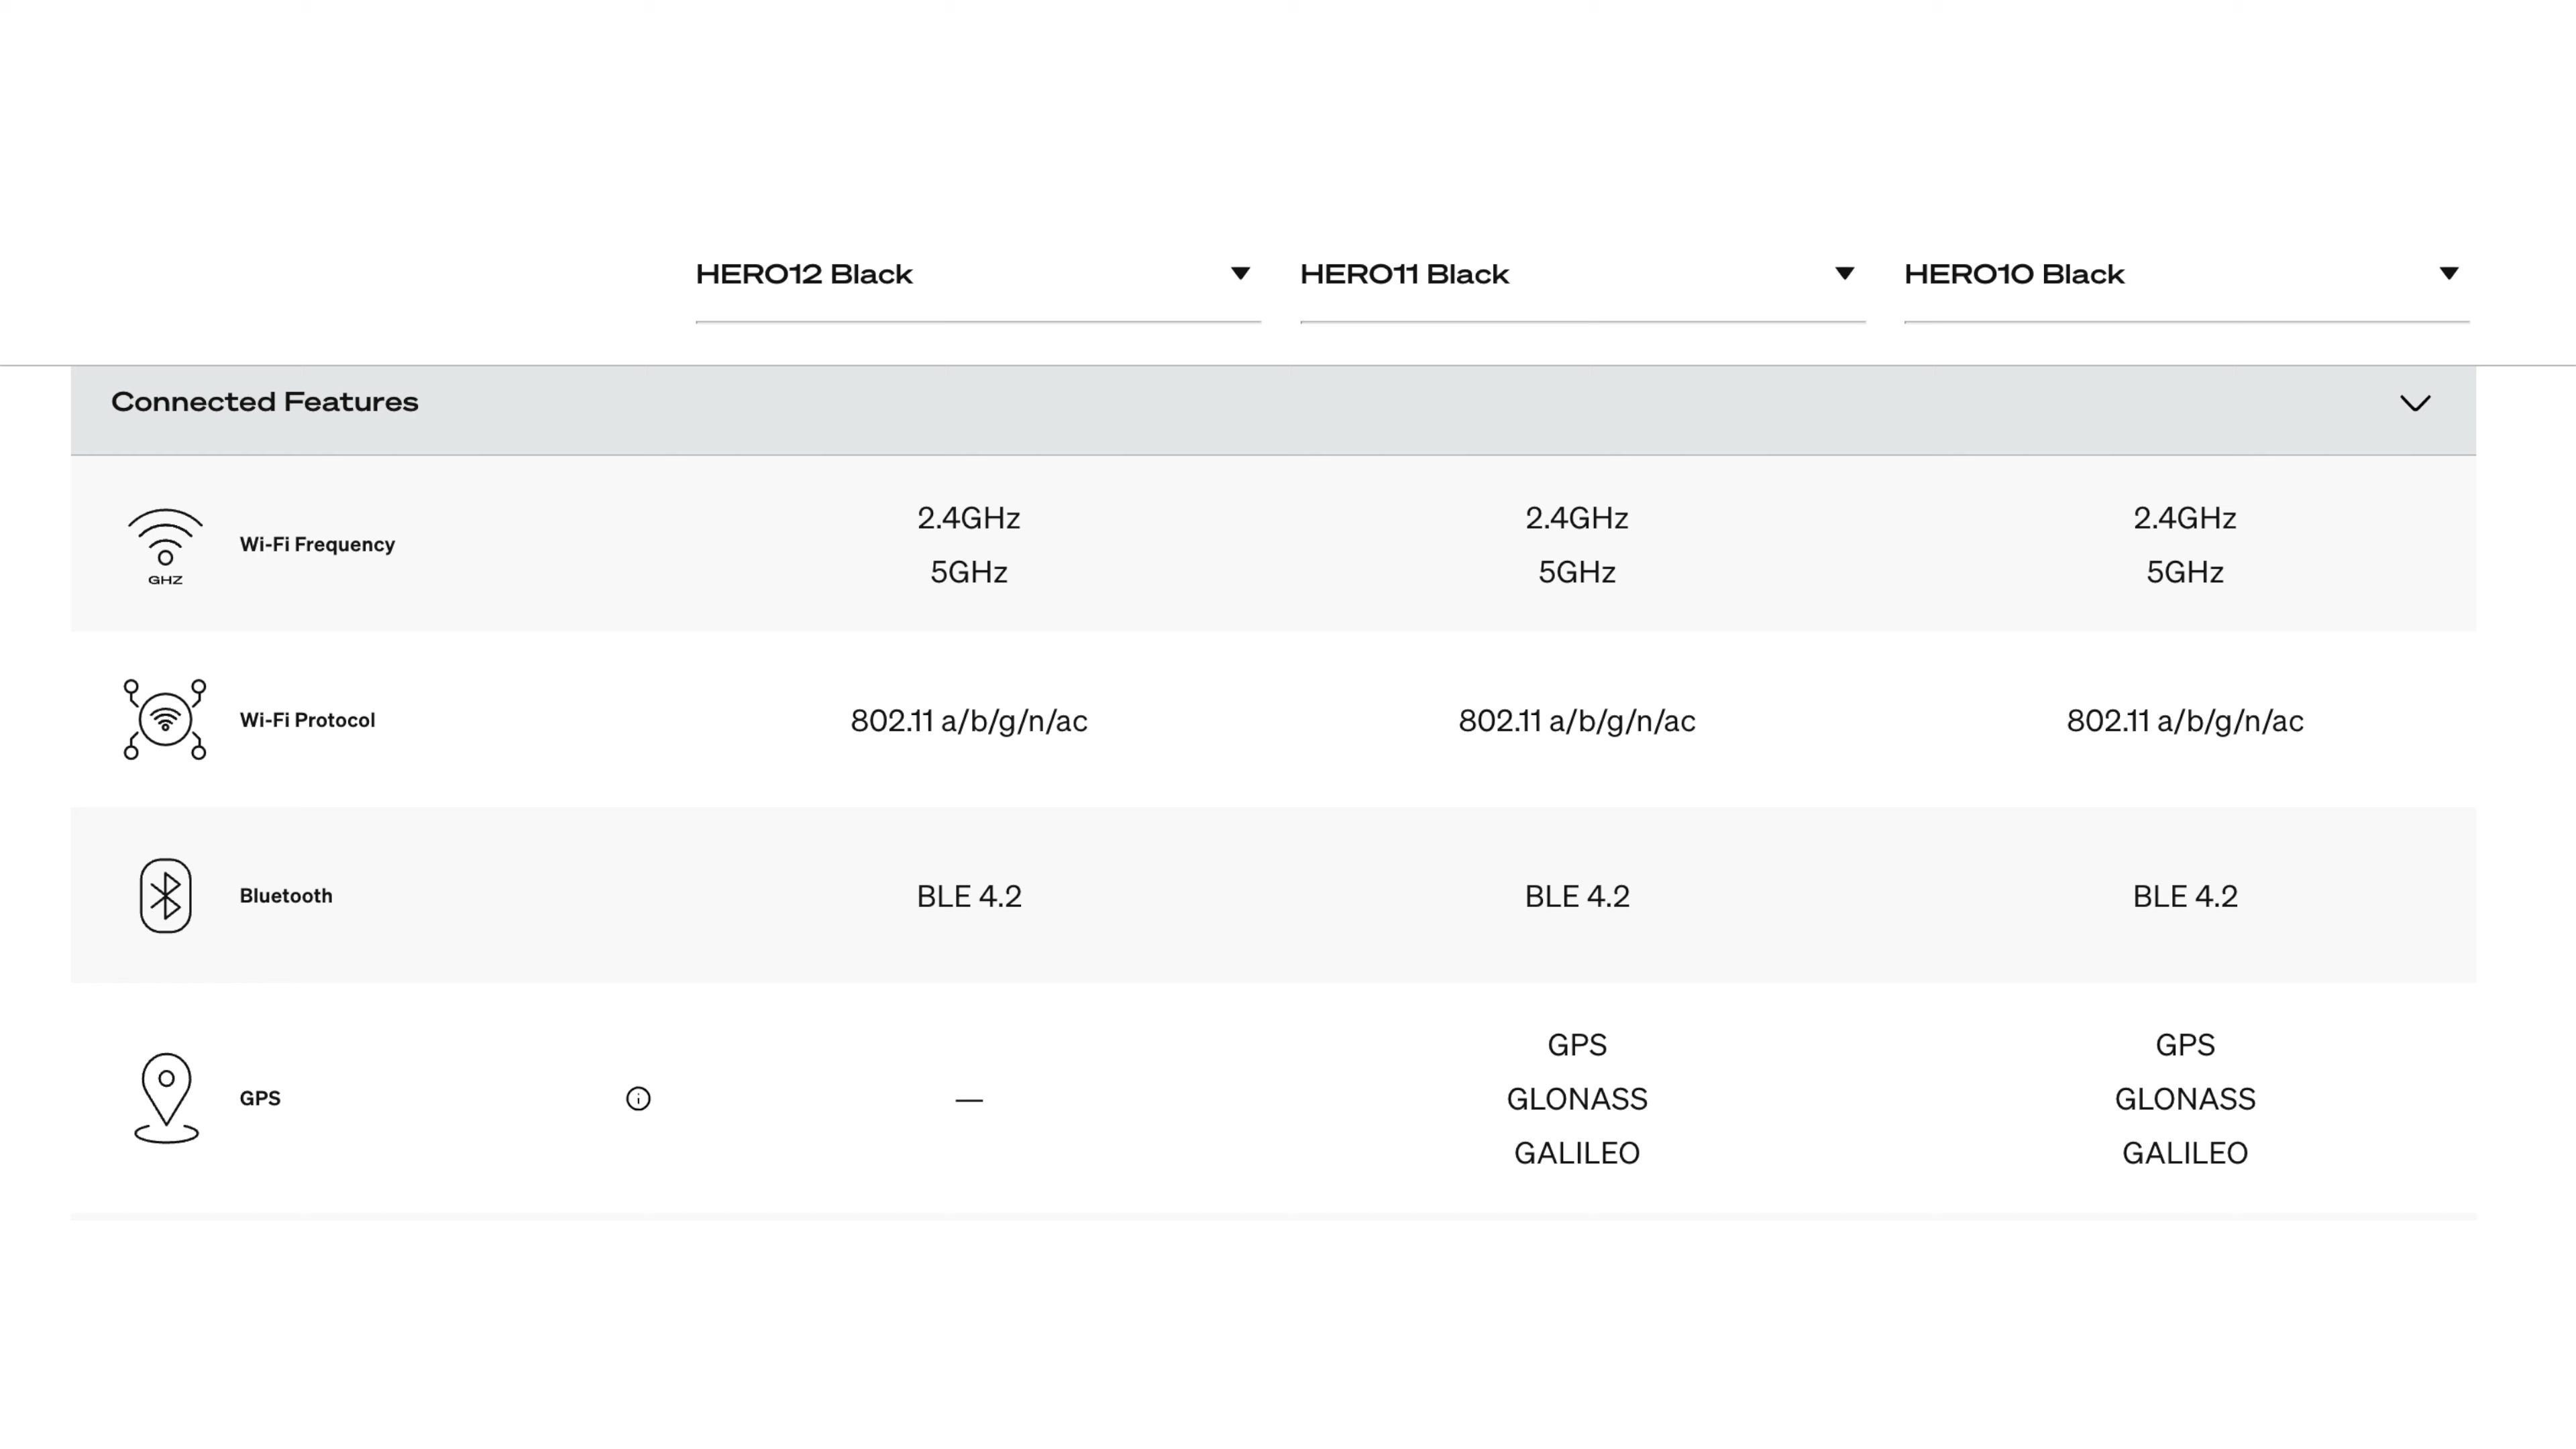 HERO12 Black
HERO11 Black
HERO10 Black
Connected Features
GHZ
Wi-Fi Frequency
2.4GHz
5GHz
2.4GHz
5GHz
2.4GHz
5GHz
Wi-Fi Protocol
802.11 a/b/g/n/ac
802.11 a/b/g/n/ac
802.11 a/b/g/n/ac
Bluetooth
BLE 4.2
BLE 4.2
BLE 4.2
GPS
—
GPS
GLONASS
GALILEO
GPS
GLONASS
GALILEO